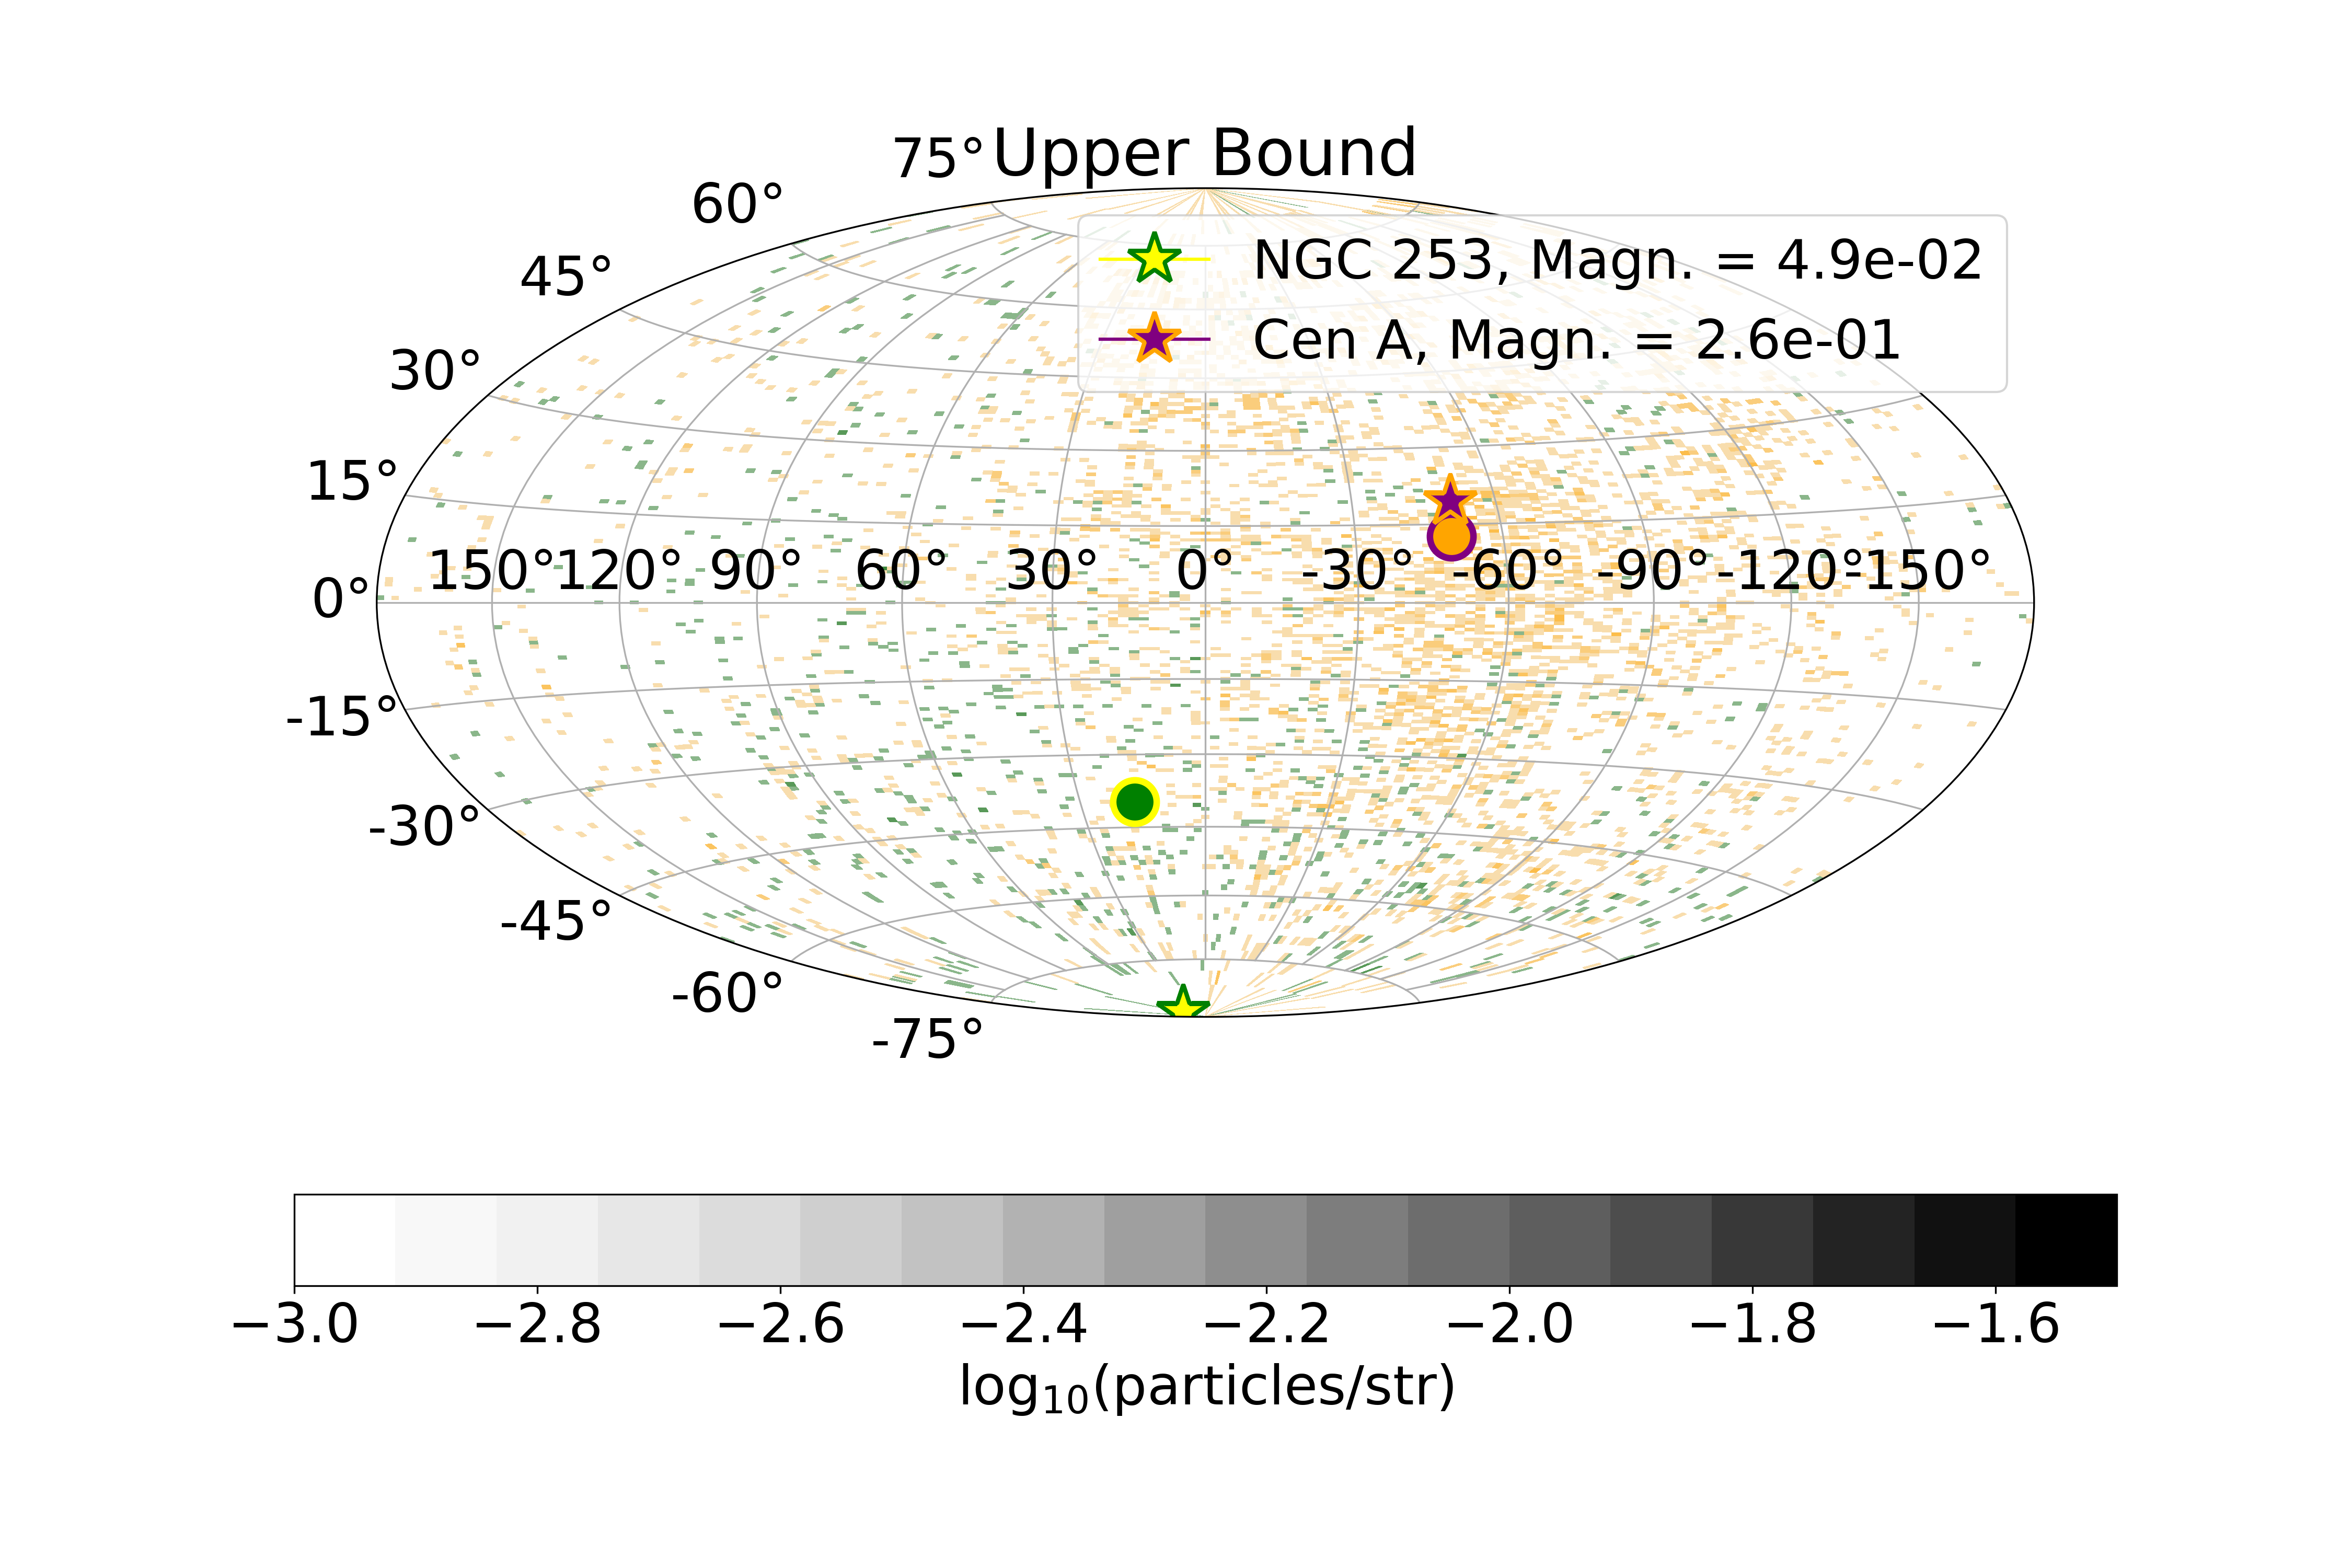 Upper Bound
75°
60°
45°
30°
15°
0°
-15°
-30°
-45°
-60°
-75°
150° 120° 90° 60° 30° 0° -30° -60° -90° -120° -150°
NGC 253, Magn. = 4.9e-02
Cen A, Magn. = 2.6e-01
−3.0 −2.8 −2.6 −2.4 −2.2 −2.0 −1.8 −1.6
log₁₀(particles/str)